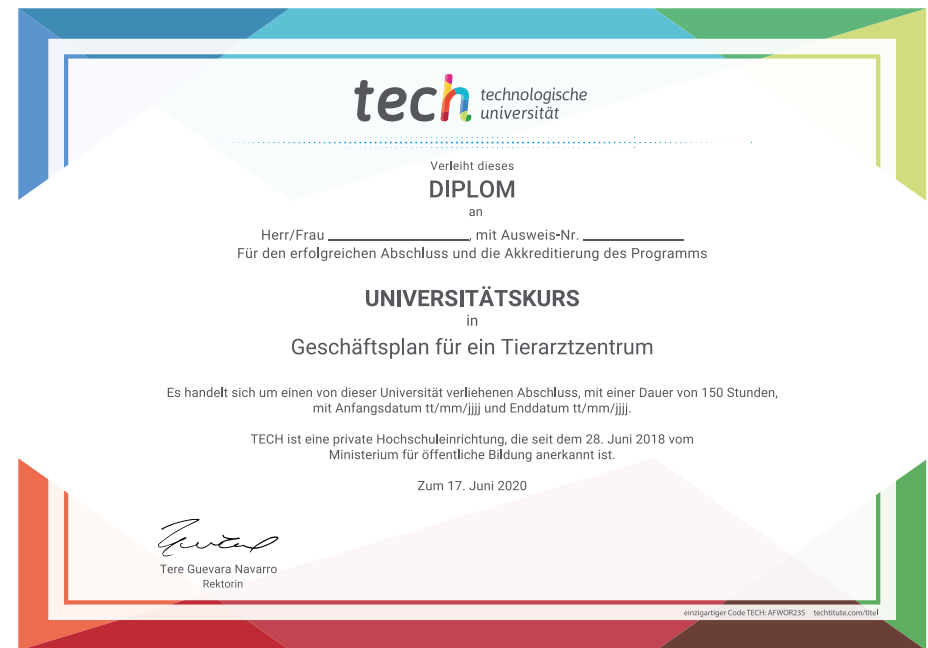 tech technologische
universität
Verleiht dieses
DIPLOM
an
Herr/Frau ____________________, mit Ausweis-Nr. ______________
Für den erfolgreichen Abschluss und die Akkreditierung des Programms
UNIVERSITÄTSKURS
in
Geschäftsplan für ein Tierarztzentrum
Es handelt sich um einen von dieser Universität verliehenen Abschluss, mit einer Dauer von 150 Stunden,
mit Anfangsdatum tt/mm/jjjj und Enddatum tt/mm/jjjj.
TECH ist eine private Hochschuleinrichtung, die seit dem 28. Juni 2018 vom
Ministerium für öffentliche Bildung anerkannt ist.
Zum 17. Juni 2020
Tere Guevara Navarro
Rektorin
einzigartiger Code TECH: AFWOR23S techtitute.com/titel